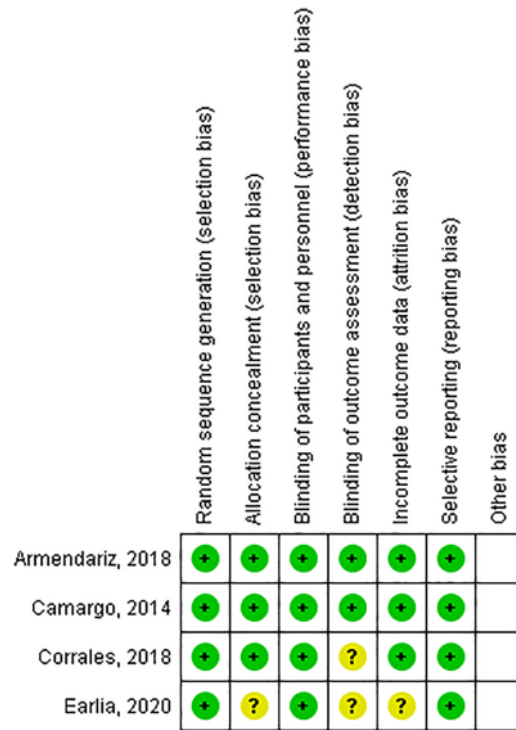 Random sequence generation (selection bias)
Allocation concealment (selection bias)
Blinding of participants and personnel (performance bias)
Blinding of outcome assessment (detection bias)
Incomplete outcome data (attrition bias)
Selective reporting (reporting bias)
Other bias
Armendariz, 2018 + + + + + +
Camargo, 2014 + + + + + +
Corrales, 2018 + + + ? + +
Earlia, 2020 + ? + ? ? +